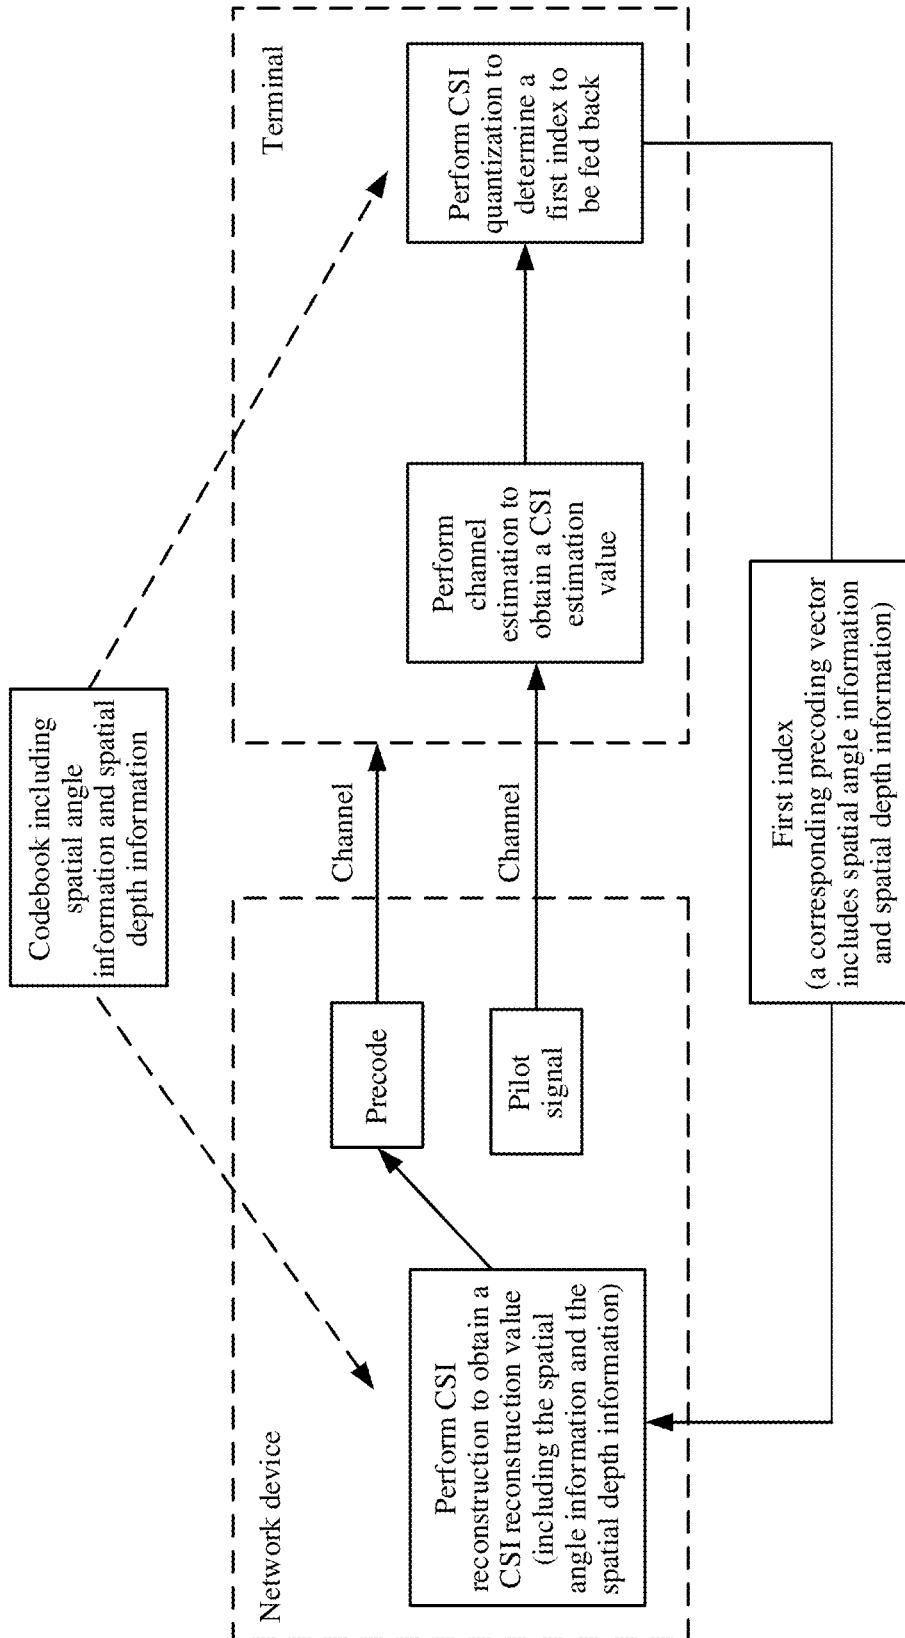 Codebook including
spatial angle
information and spatial
depth information
Network device
Perform CSI
reconstruction to obtain a
CSI reconstruction value
(including the spatial
angle information and the
spatial depth information)
Precode
Pilot
signal
Channel
Channel
Terminal
Perform
channel
estimation to
obtain a CSI
estimation
value
Perform CSI
quantization to
determine a
first index to
be fed back
First index
(a corresponding precoding vector
includes spatial angle information
and spatial depth information)